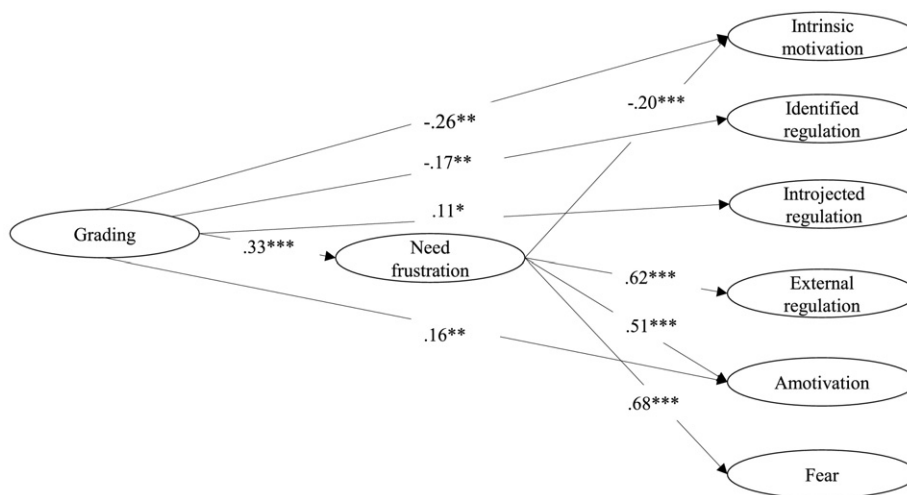 Intrinsic
motivation
-.20***
-.26**
Identified
regulation
-.17**
.11*
Introjected
regulation
Grading
.33***
Need
frustration
.62***
External
regulation
.51***
.16**
Amotivation
.68***
Fear